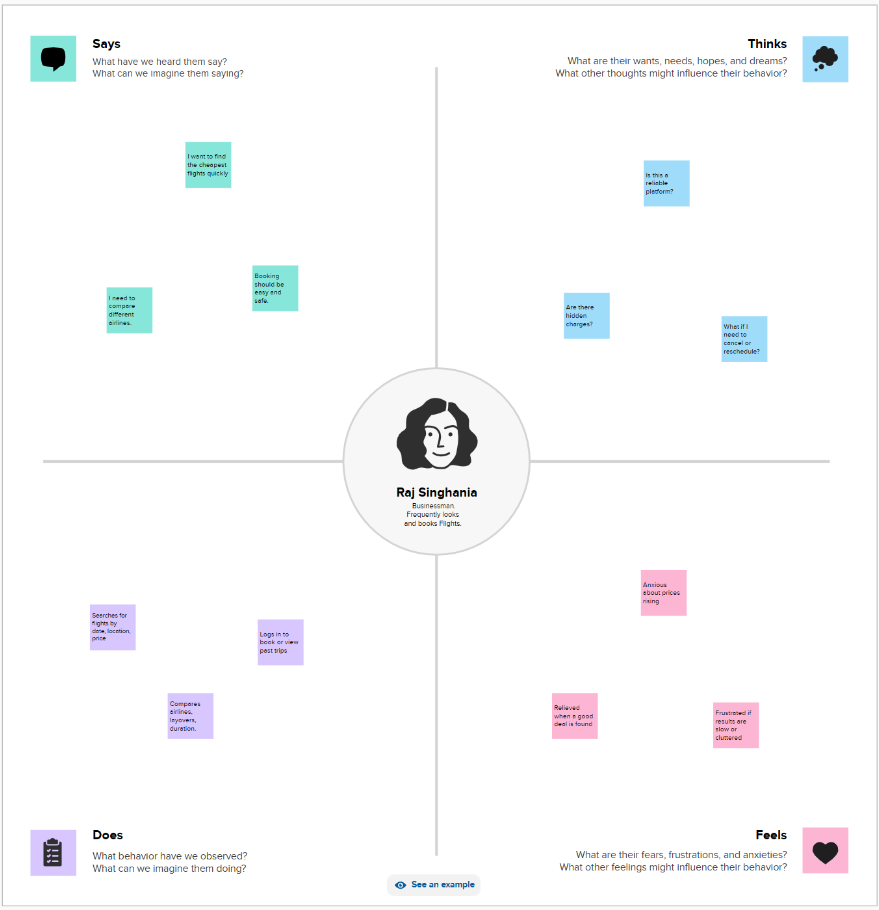 Says
What have we heard them say?
What can we imagine them saying?
Thinks
What are their wants, needs, hopes, and dreams?
What other thoughts might influence their behavior?
I want to find
the cheapest
flights quickly
I need to
compare
different
airlines.
Booking
should be
easy and
safe.
Is this a
reliable
platform?
Are there
hidden
charges?
What if I
need to
cancel or
reschedule?
Raj Singhania
Businessman.
Frequently looks
and books Flights.
Searches for
flights by
date, location,
price
Logs in to
book or view
past trips
Compares
airlines,
layovers,
duration.
Anxious
about prices
rising
Relieved
when a good
deal is found
Frustrated if
results are
slow or
cluttered
Does
What behavior have we observed?
What can we imagine them doing?
Feels
What are their fears, frustrations, and anxieties?
What other feelings might influence their behavior?
See an example